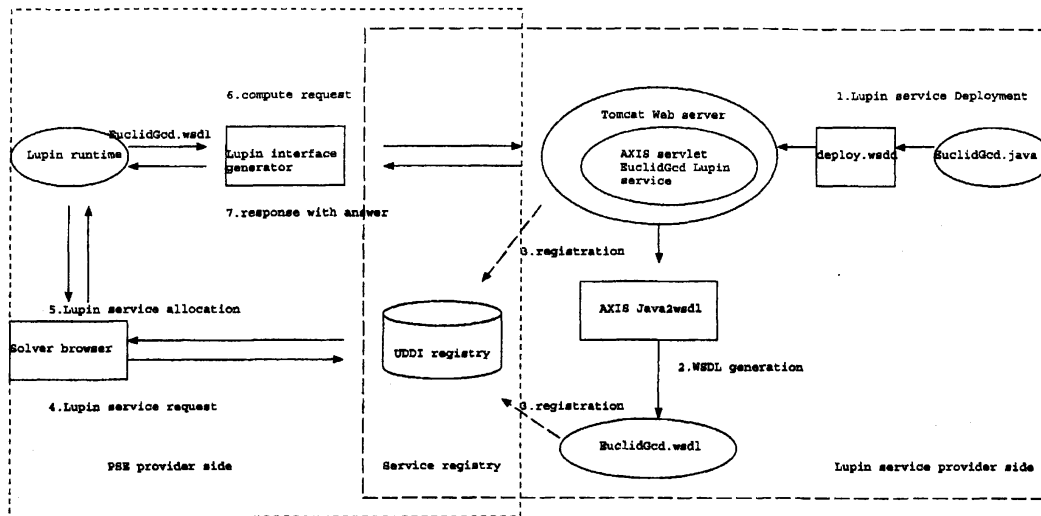 6.compute request
1.Lupin service Deployment
Tomcat Web server
EuclidGcd.wsdl
Lupin runtime
Lupin interface
generator
AXIS servlet
EuclidGcd Lupin
service
deploy.wsdd
EuclidGcd.java
7.response with answer
3.registration
5.Lupin service allocation
AXIS Java2wsdl
Solver browser
UDDI registry
2.WSDL generation
4.Lupin service request
3.registration
EuclidGcd.wsdl
PSE provider side
Service registry
Lupin service provider side